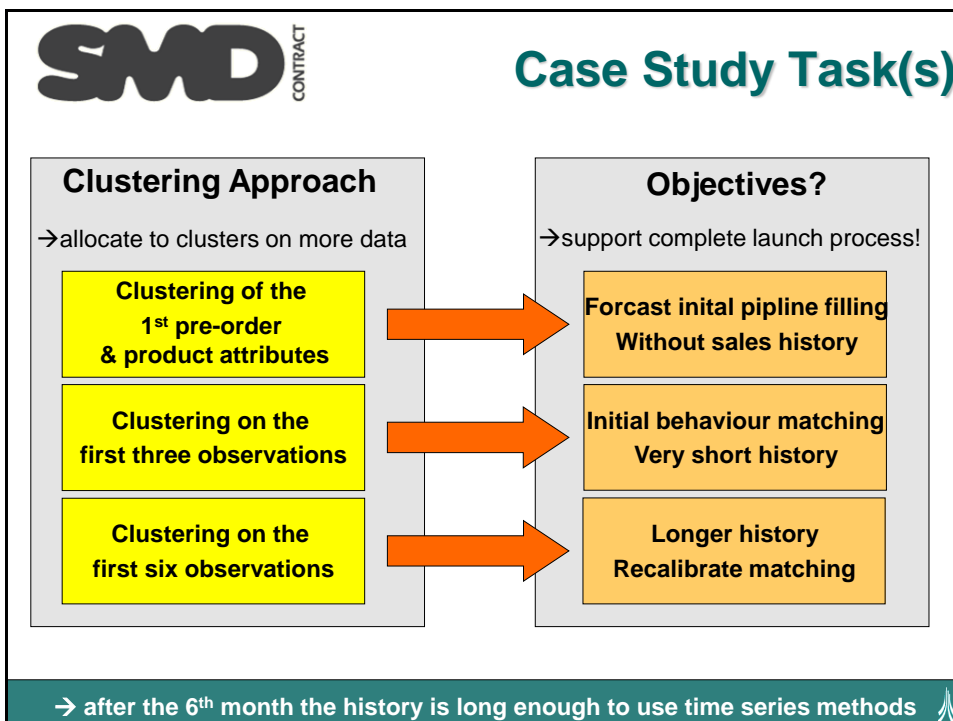 SMD
CONTRACT
Case Study Task(s)
Clustering Approach
→allocate to clusters on more data
Clustering of the
1st pre-order
& product attributes
Clustering on the
first three observations
Clustering on the
first six observations
Objectives?
→support complete launch process!
Forcast inital pipline filling
Without sales history
Initial behaviour matching
Very short history
Longer history
Recalibrate matching
→ after the 6th month the history is long enough to use time series methods